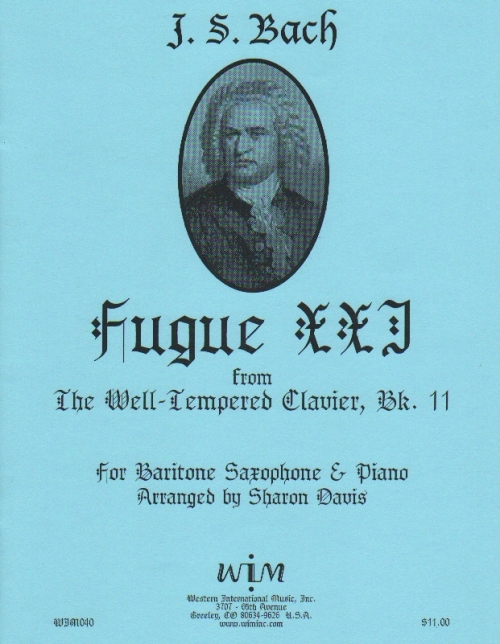 J. S. Bach
Fugue XXI
from
The Well-Tempered Clavier, Bk. 11
For Baritone Saxophone & Piano
Arranged by Sharon Davis
WIM
Western International Music, Inc.
3707 - 65th Avenue
Greeley, CO 80634-9626 U.S.A.
www.wiminc.com
WIM040
$11.00